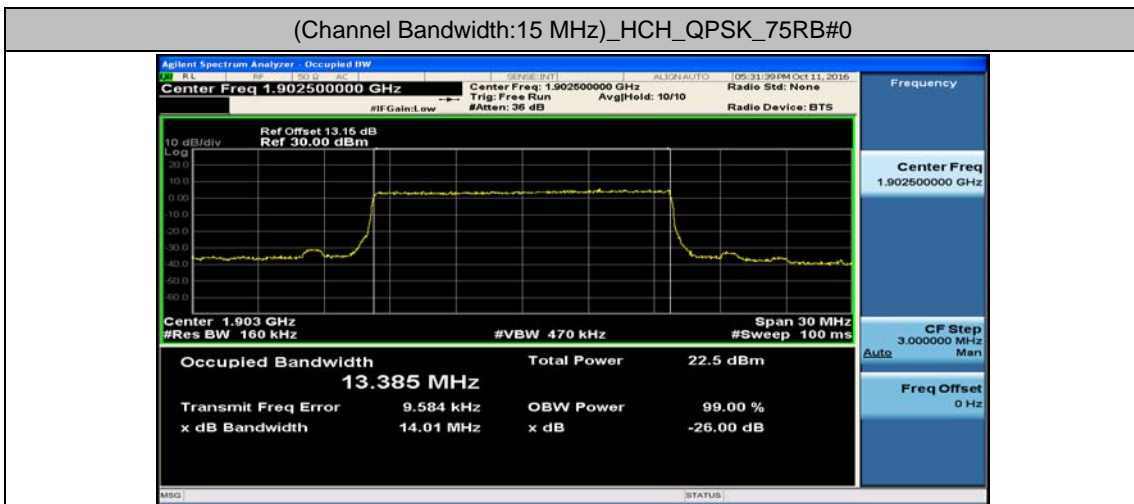 (Channel Bandwidth:15 MHz)_HCH_QPSK_75RB#0
Agilent Spectrum Analyzer - Occupied BW
RL RF 50 Ω AC SENSE:INT ALIGN AUTO 05:31:39 PM Oct 11, 2016
Center Freq 1.902500000 GHz
Center Freq: 1.902500000 GHz
Radio Std: None
Trig: Free Run Avg|Hold: 10/10
#IFGain:Low #Atten: 36 dB Radio Device: BTS
Ref Offset 13.15 dB
10 dB/div Ref 30.00 dBm
Log
20.0
10.0
0.00
-10.0
-20.0
-30.0
-40.0
-50.0
-60.0
Center 1.903 GHz Span 30 MHz
#Res BW 160 kHz #VBW 470 kHz #Sweep 100 ms
Occupied Bandwidth Total Power 22.5 dBm
13.385 MHz
Transmit Freq Error 9.584 kHz OBW Power 99.00 %
x dB Bandwidth 14.01 MHz x dB -26.00 dB
MSG STATUS
Frequency
Center Freq
1.902500000 GHz
CF Step
3.000000 MHz
Auto Man
Freq Offset
0 Hz